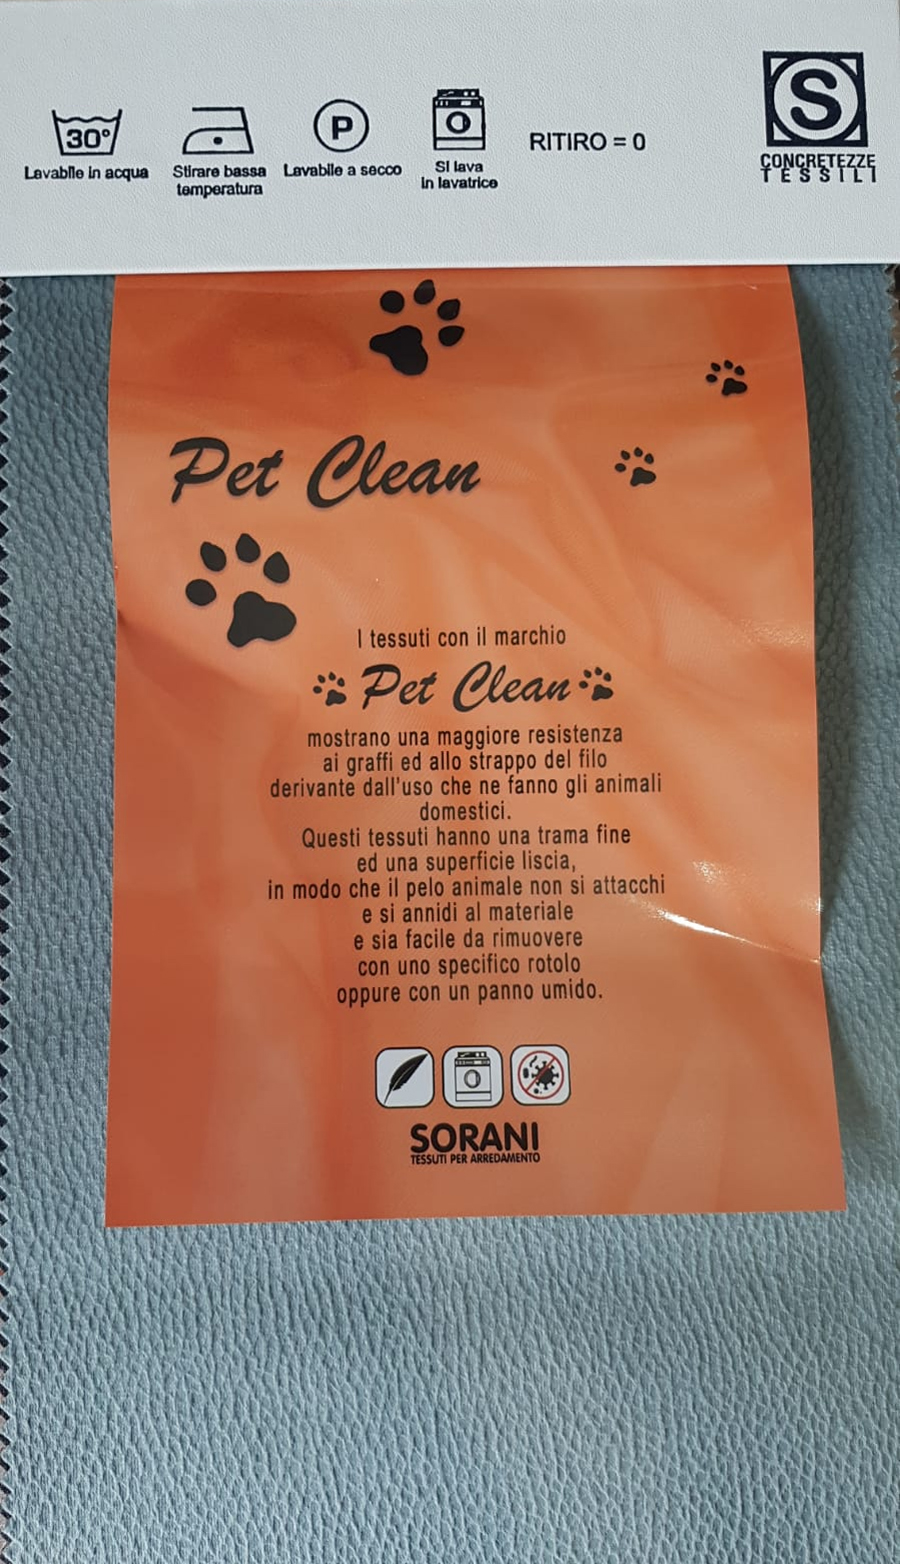 30°
Lavabile in acqua
Stirare bassa
temperatura
P
Lavabile a secco
Si lava
in lavatrice
RITIRO = 0
S
CONCRETEZZE
TESSILI
Pet Clean
I tessuti con il marchio
Pet Clean
mostrano una maggiore resistenza
ai graffi ed allo strappo del filo
derivante dall'uso che ne fanno gli animali
domestici.
Questi tessuti hanno una trama fine
ed una superficie liscia,
in modo che il pelo animale non si attacchi
e si annidi al materiale
e sia facile da rimuovere
con uno specifico rotolo
oppure con un panno umido.
SORANI
TESSUTI PER ARREDAMENTO